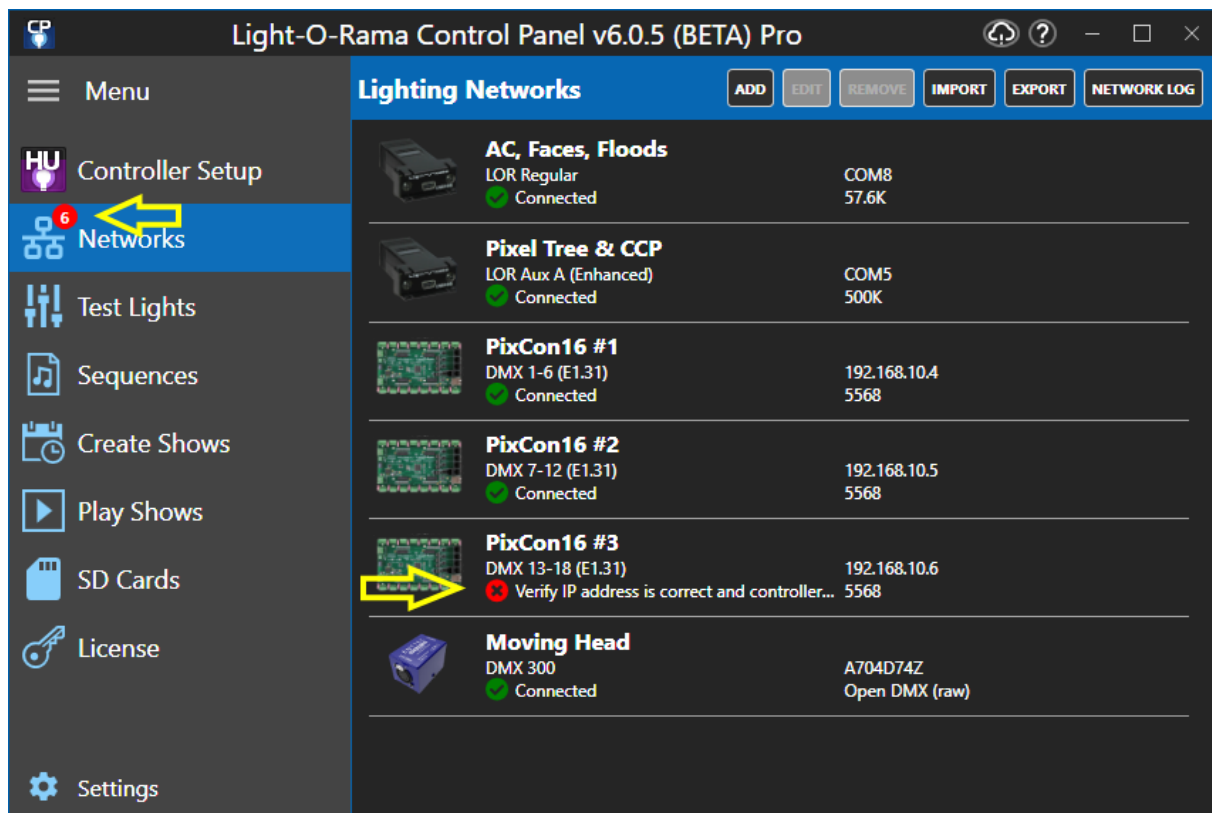 CP
Light-O-Rama Control Panel v6.0.5 (BETA) Pro
?
Menu
HU
Controller Setup
6
Networks
Test Lights
Sequences
Create Shows
Play Shows
SD Cards
License
Settings
Lighting Networks ADD EDIT REMOVE IMPORT EXPORT NETWORK LOG
AC, Faces, Floods
LOR Regular COM8
Connected 57.6K
Pixel Tree & CCP
LOR Aux A (Enhanced) COM5
Connected 500K
PixCon16 #1
DMX 1-6 (E1.31) 192.168.10.4
Connected 5568
PixCon16 #2
DMX 7-12 (E1.31) 192.168.10.5
Connected 5568
PixCon16 #3
DMX 13-18 (E1.31) 192.168.10.6
Verify IP address is correct and controller... 5568
Moving Head
DMX 300 A704D74Z
Connected Open DMX (raw)